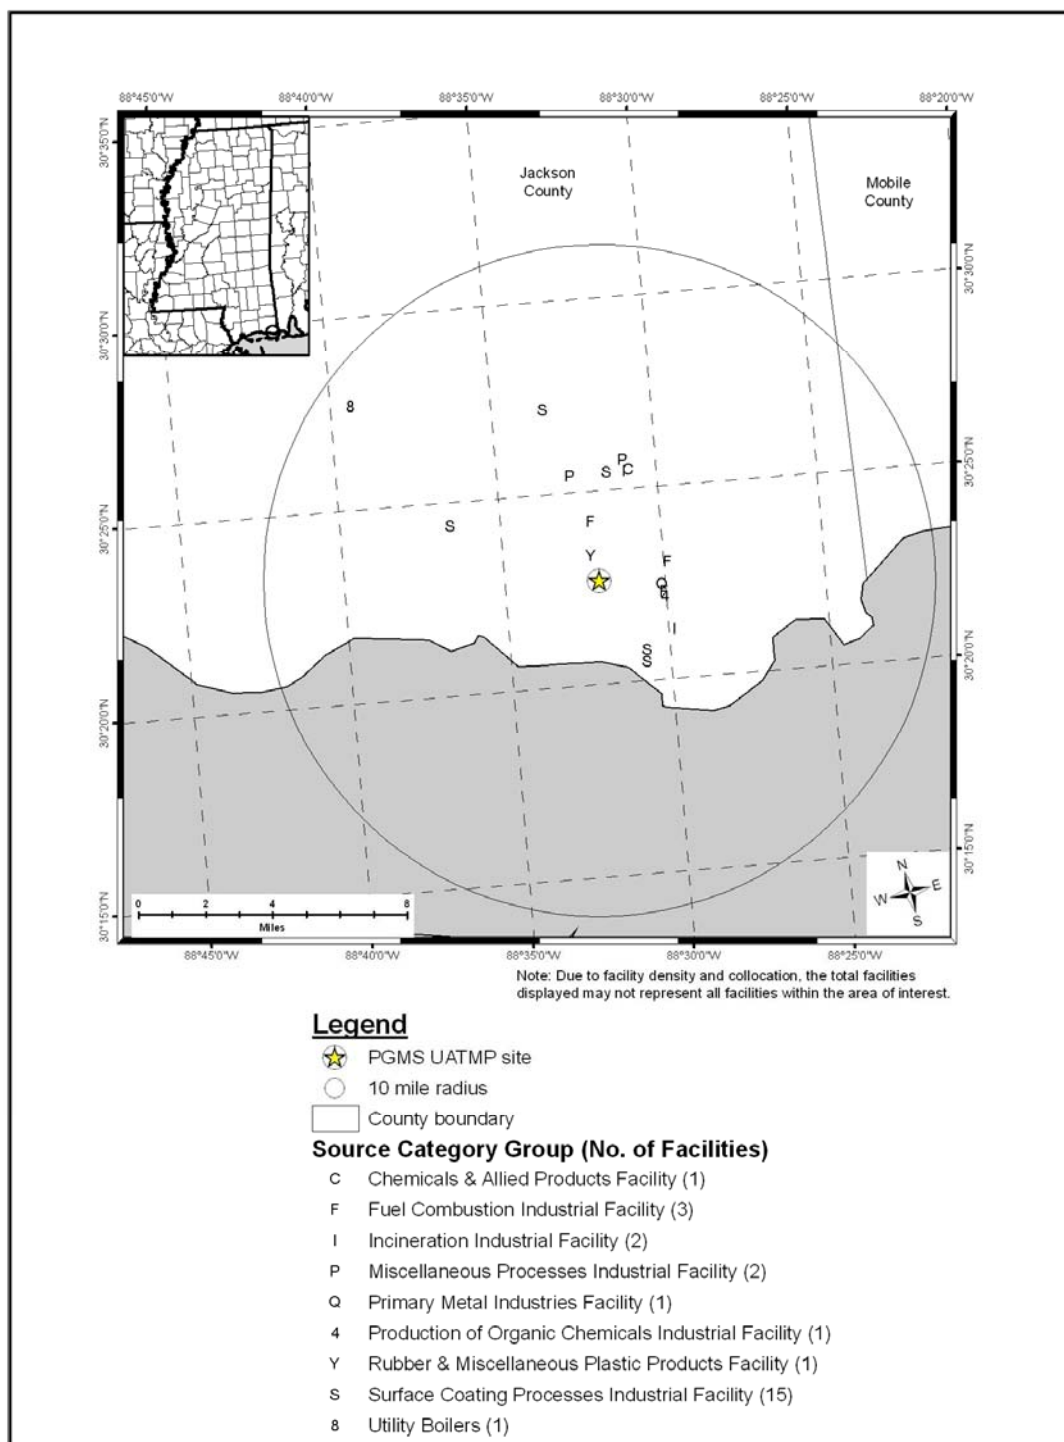 88°45'0"W 88°40'0"W 88°35'0"W 88°30'0"W 88°25'0"W 88°20'0"W
30°35'0"N
Jackson
County
Mobile
County
30°30'0"N
30°30'0"N
8
S
P
S
C
P
30°25'0"N
F
S
30°25'0"N
Y
F
Q
I
S
S
30°20'0"N
30°20'0"N
30°15'0"N
N
W E
S
0 2 4 6 8
Miles
30°15'0"N
88°45'0"W 88°40'0"W 88°35'0"W 88°30'0"W 88°25'0"W
Note: Due to facility density and collocation, the total facilities
displayed may not represent all facilities within the area of interest.
Legend
PGMS UATMP site
10 mile radius
County boundary
Source Category Group (No. of Facilities)
C Chemicals & Allied Products Facility (1)
F Fuel Combustion Industrial Facility (3)
I Incineration Industrial Facility (2)
P Miscellaneous Processes Industrial Facility (2)
Q Primary Metal Industries Facility (1)
4 Production of Organic Chemicals Industrial Facility (1)
Y Rubber & Miscellaneous Plastic Products Facility (1)
S Surface Coating Processes Industrial Facility (15)
8 Utility Boilers (1)